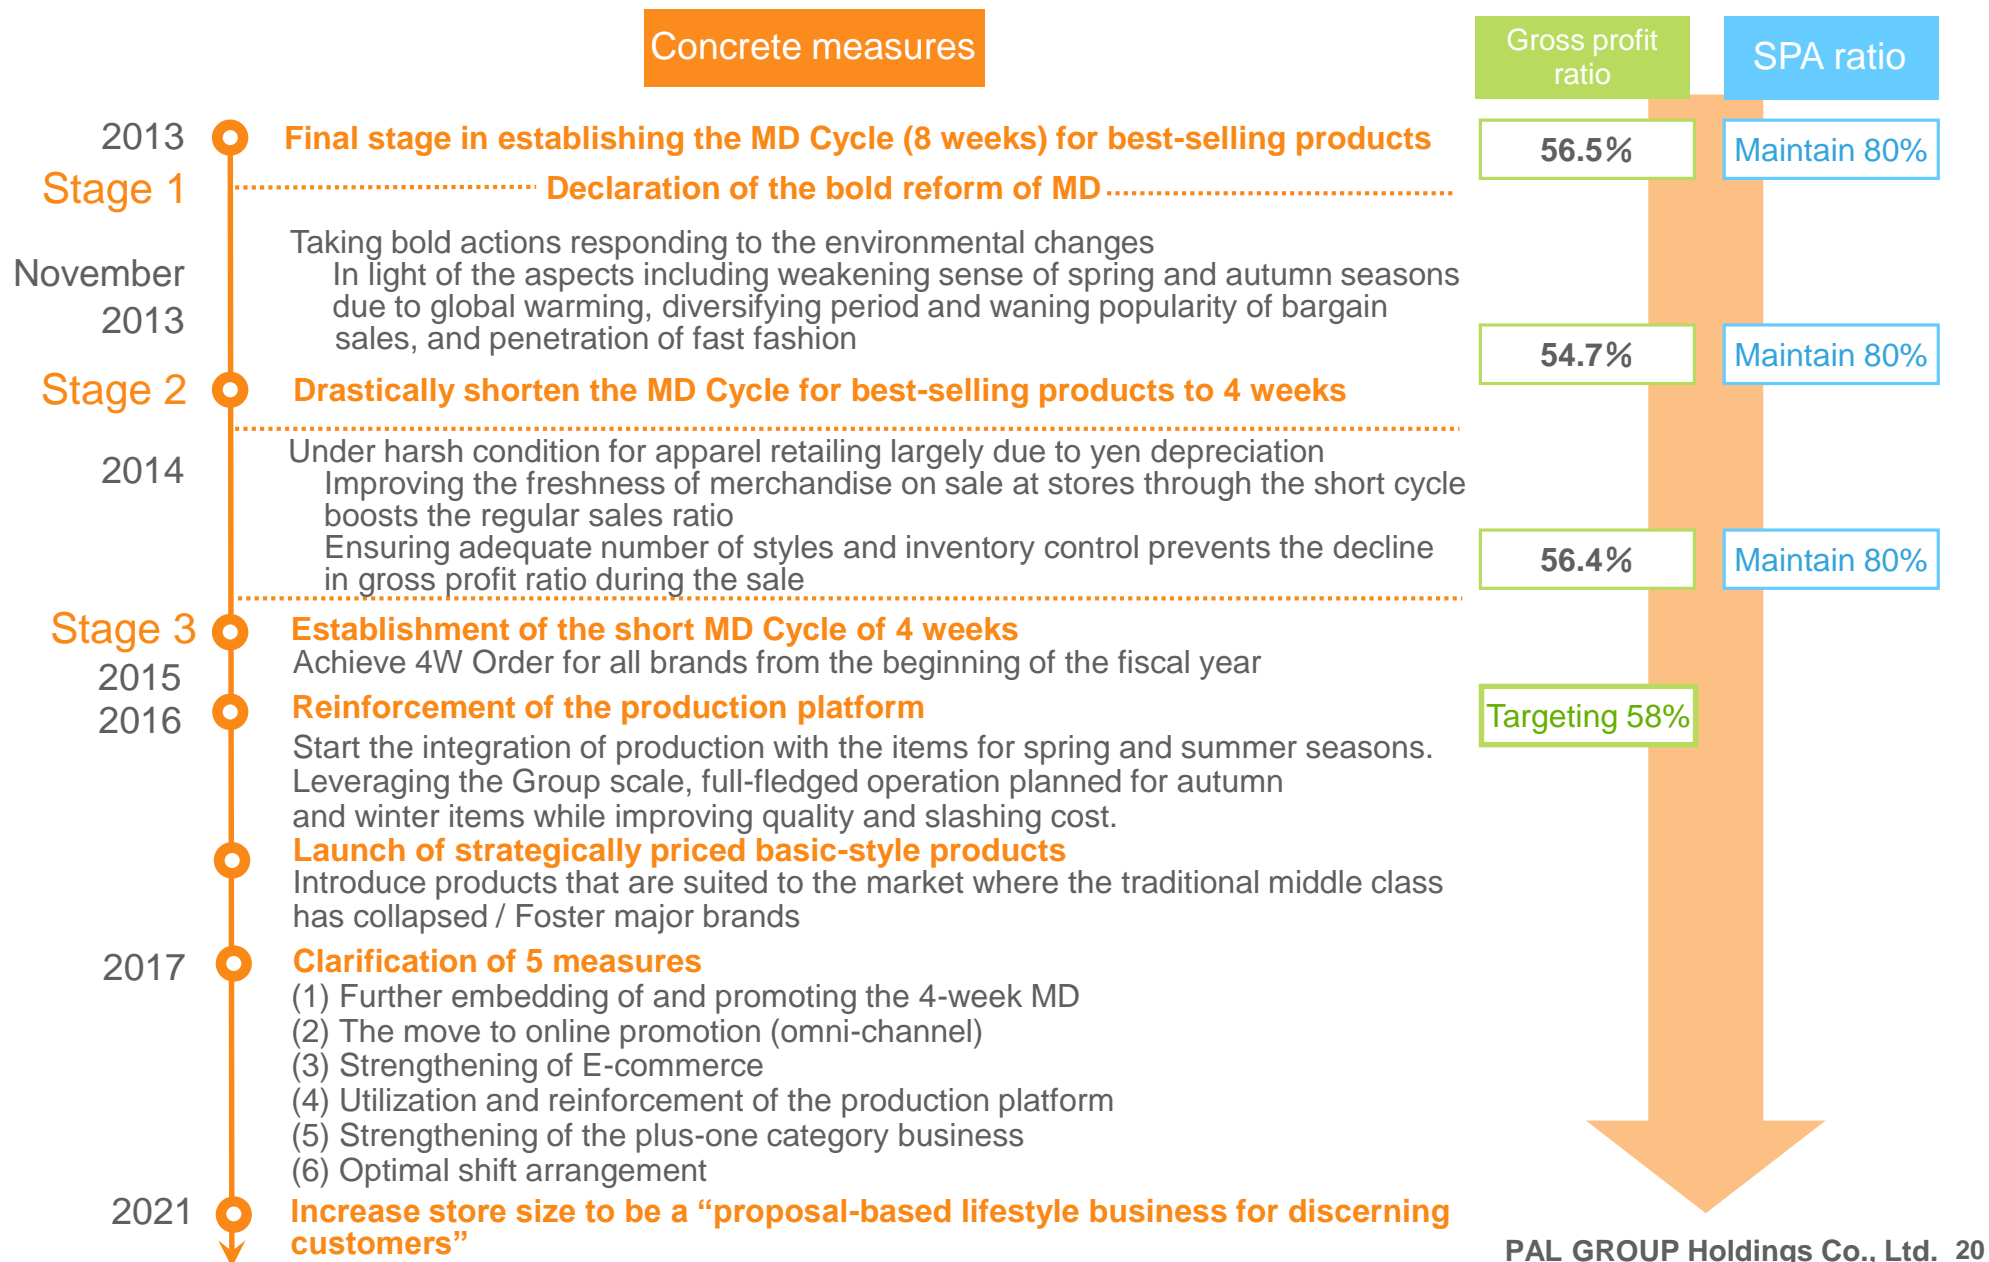 Concrete measures
Gross profit
ratio
SPA ratio
2013
Final stage in establishing the MD Cycle (8 weeks) for best-selling products
56.5%
Maintain 80%
Stage 1
Declaration of the bold reform of MD
November
2013
Taking bold actions responding to the environmental changes
In light of the aspects including weakening sense of spring and autumn seasons
due to global warming, diversifying period and waning popularity of bargain
sales, and penetration of fast fashion
54.7%
Maintain 80%
Stage 2
Drastically shorten the MD Cycle for best-selling products to 4 weeks
2014
Under harsh condition for apparel retailing largely due to yen depreciation
Improving the freshness of merchandise on sale at stores through the short cycle
boosts the regular sales ratio
Ensuring adequate number of styles and inventory control prevents the decline
in gross profit ratio during the sale
56.4%
Maintain 80%
Stage 3
Establishment of the short MD Cycle of 4 weeks
2015
Achieve 4W Order for all brands from the beginning of the fiscal year
2016
Reinforcement of the production platform
Targeting 58%
Start the integration of production with the items for spring and summer seasons.
Leveraging the Group scale, full-fledged operation planned for autumn
and winter items while improving quality and slashing cost.
Launch of strategically priced basic-style products
Introduce products that are suited to the market where the traditional middle class
has collapsed / Foster major brands
2017
Clarification of 5 measures
(1) Further embedding of and promoting the 4-week MD
(2) The move to online promotion (omni-channel)
(3) Strengthening of E-commerce
(4) Utilization and reinforcement of the production platform
(5) Strengthening of the plus-one category business
(6) Optimal shift arrangement
2021
Increase store size to be a “proposal-based lifestyle business for discerning
customers”
PAL GROUP Holdings Co., Ltd. 20